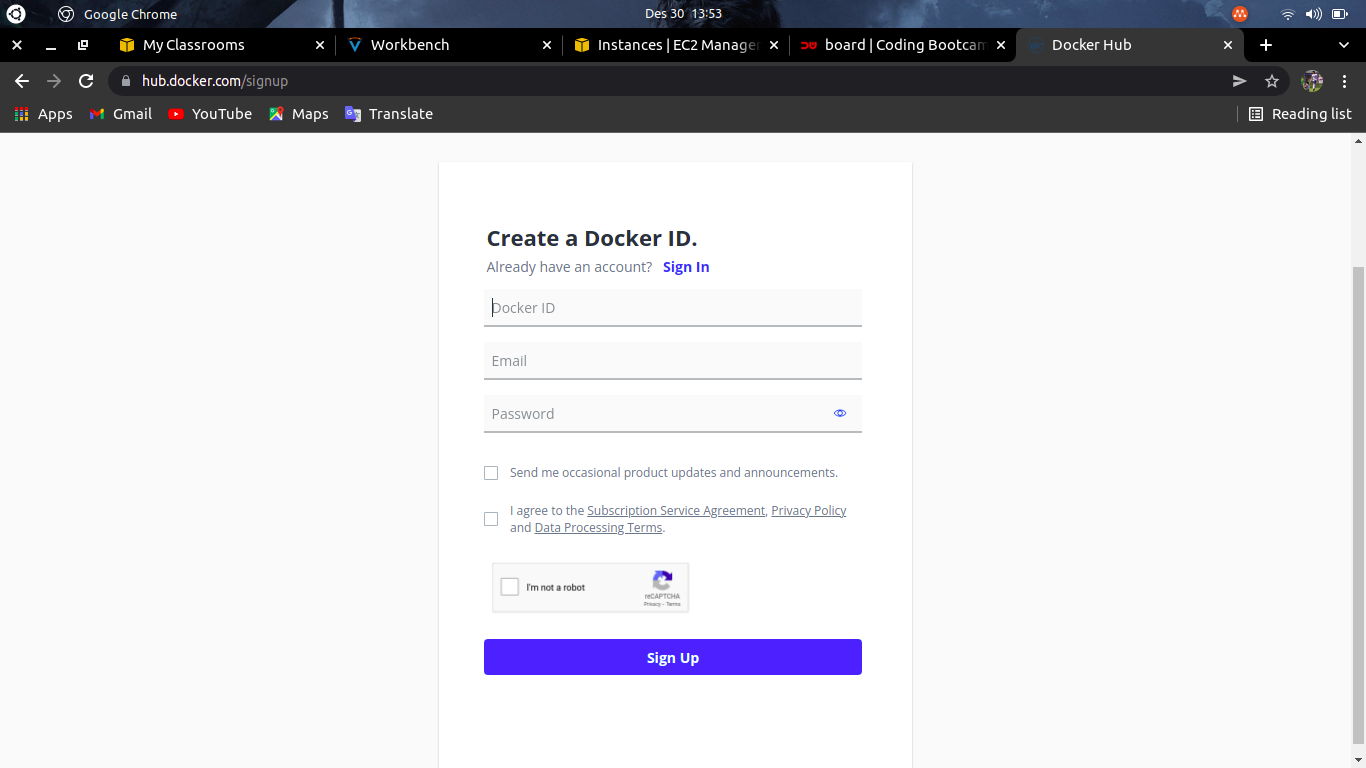 Google Chrome
Des 30 13:53
My Classrooms
Workbench
Instances | EC2 Manage
board | Coding Bootcam
Docker Hub
hub.docker.com/signup
Apps
Gmail
YouTube
Maps
Translate
Reading list
Create a Docker ID.
Already have an account? Sign In
Docker ID
Email
Password
Send me occasional product updates and announcements.
I agree to the Subscription Service Agreement, Privacy Policy
and Data Processing Terms.
I'm not a robot
reCAPTCHA
Privacy - Terms
Sign Up